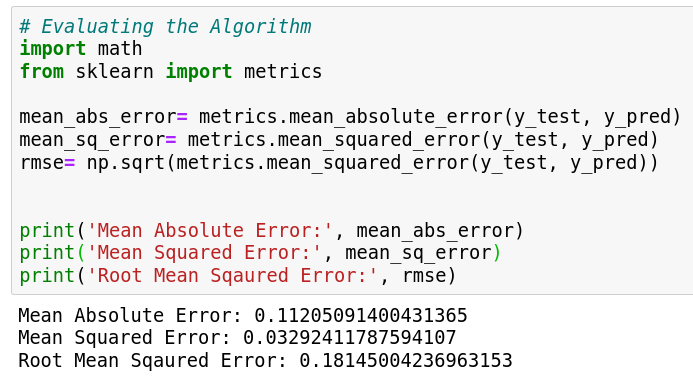 # Evaluating the Algorithm
import math
from sklearn import metrics
mean_abs_error= metrics.mean_absolute_error(y_test, y_pred)
mean_sq_error= metrics.mean_squared_error(y_test, y_pred)
rmse= np.sqrt(metrics.mean_squared_error(y_test, y_pred))
print('Mean Absolute Error:', mean_abs_error)
print('Mean Squared Error:', mean_sq_error)
print('Root Mean Sqaured Error:', rmse)
Mean Absolute Error: 0.11205091400431365
Mean Squared Error: 0.03292411787594107
Root Mean Sqaured Error: 0.18145004236963153